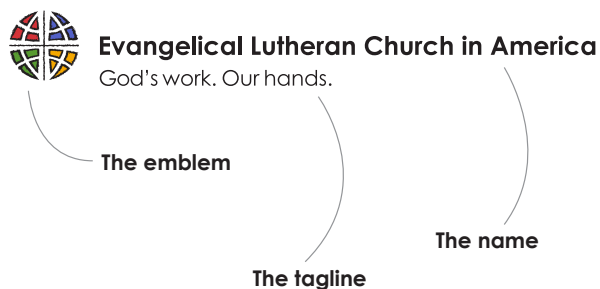 Evangelical Lutheran Church in America
God's work. Our hands.
The emblem
The name
The tagline